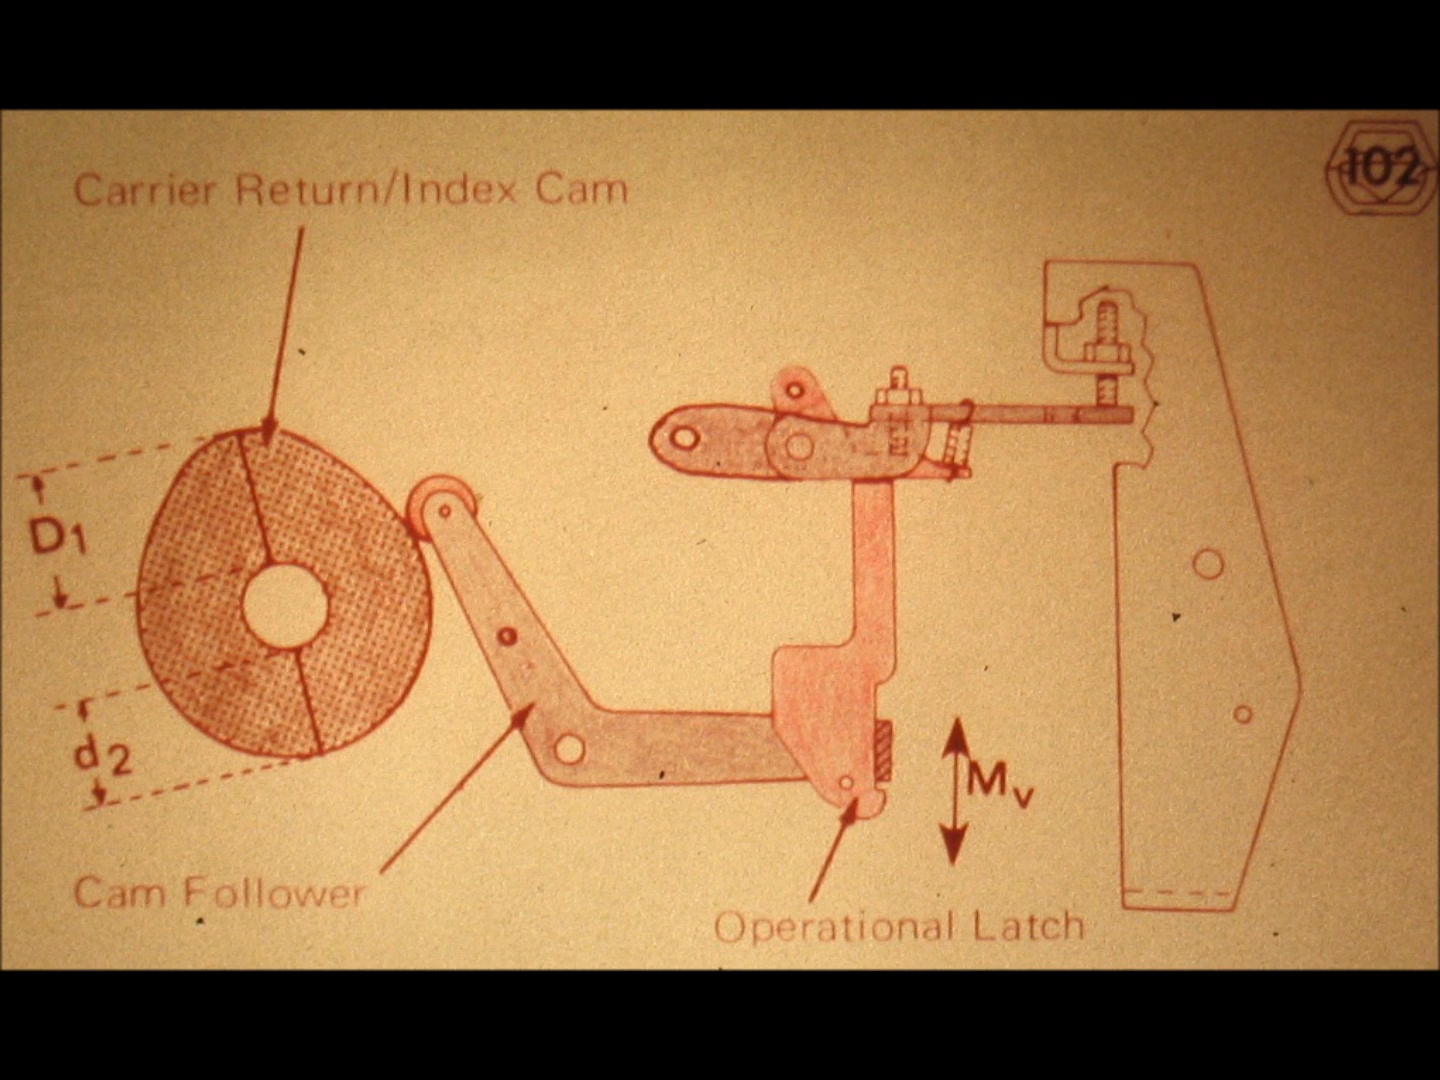 102
Carrier Return/Index Cam
D1
d2
Mv
Cam Follower
Operational Latch